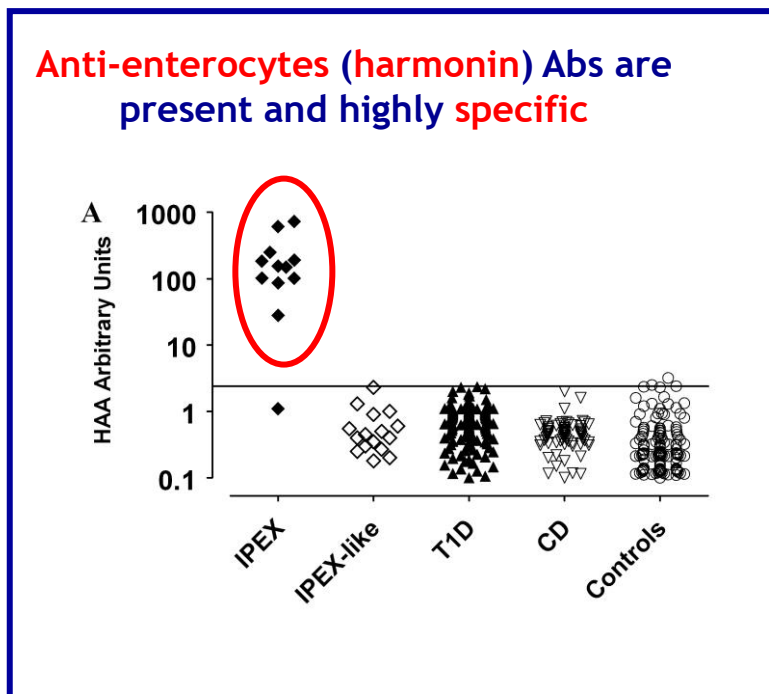 Anti-enterocytes (harmonin) Abs are
present and highly specific
A
HAA Arbitrary Units
1000
100
10
1
0.1
IPEX
IPEX-like
T1D
CD
Controls